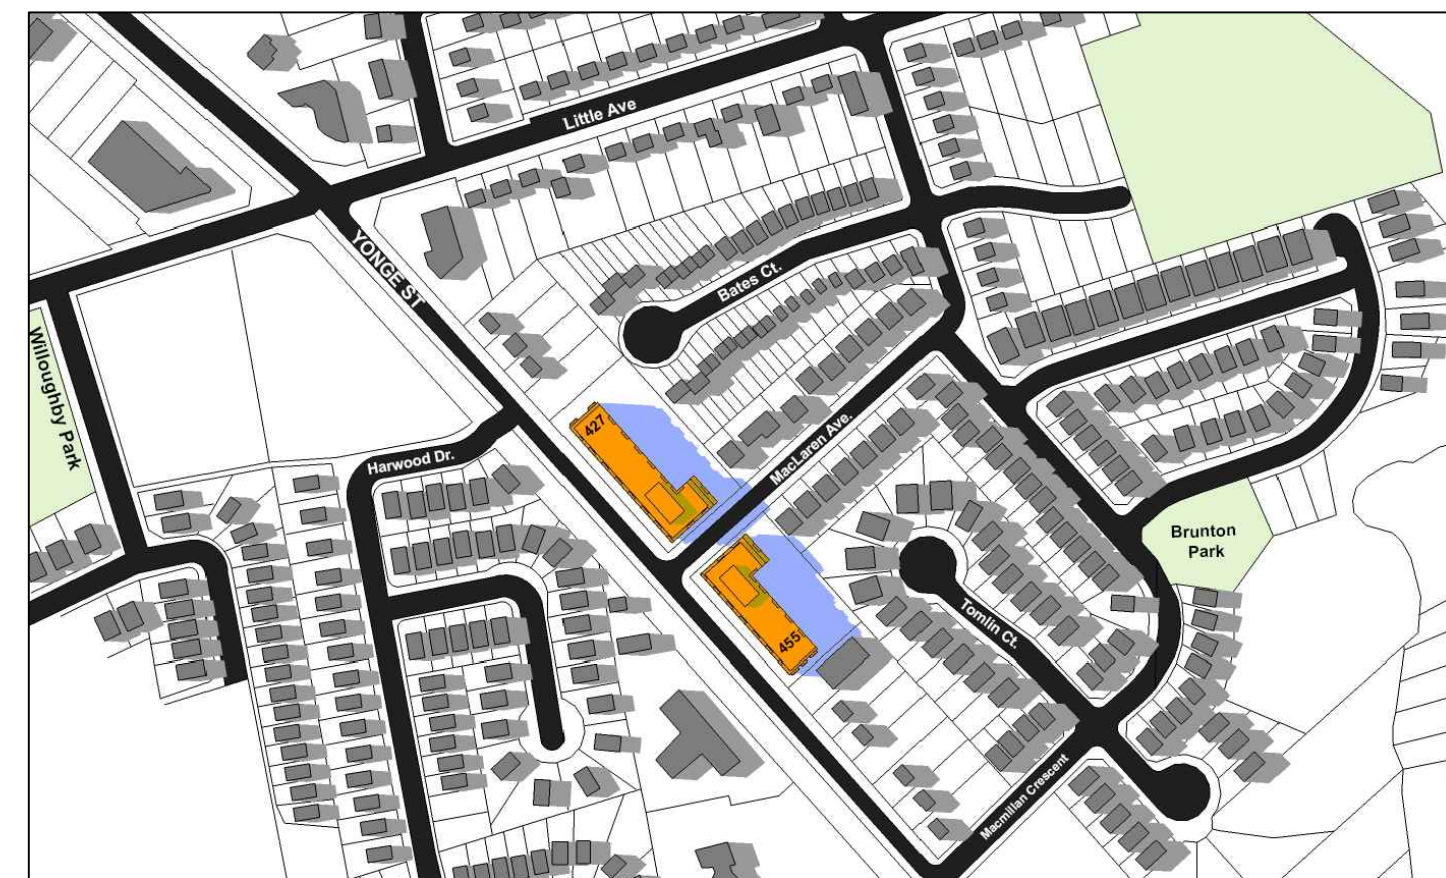 Little Ave
YONGE ST
Bates Ct.
Willoughby Park
427
MacLaren Ave.
Harwood Dr.
Brunton
Park
Tomlin Ct.
455
Macmillan Crescent